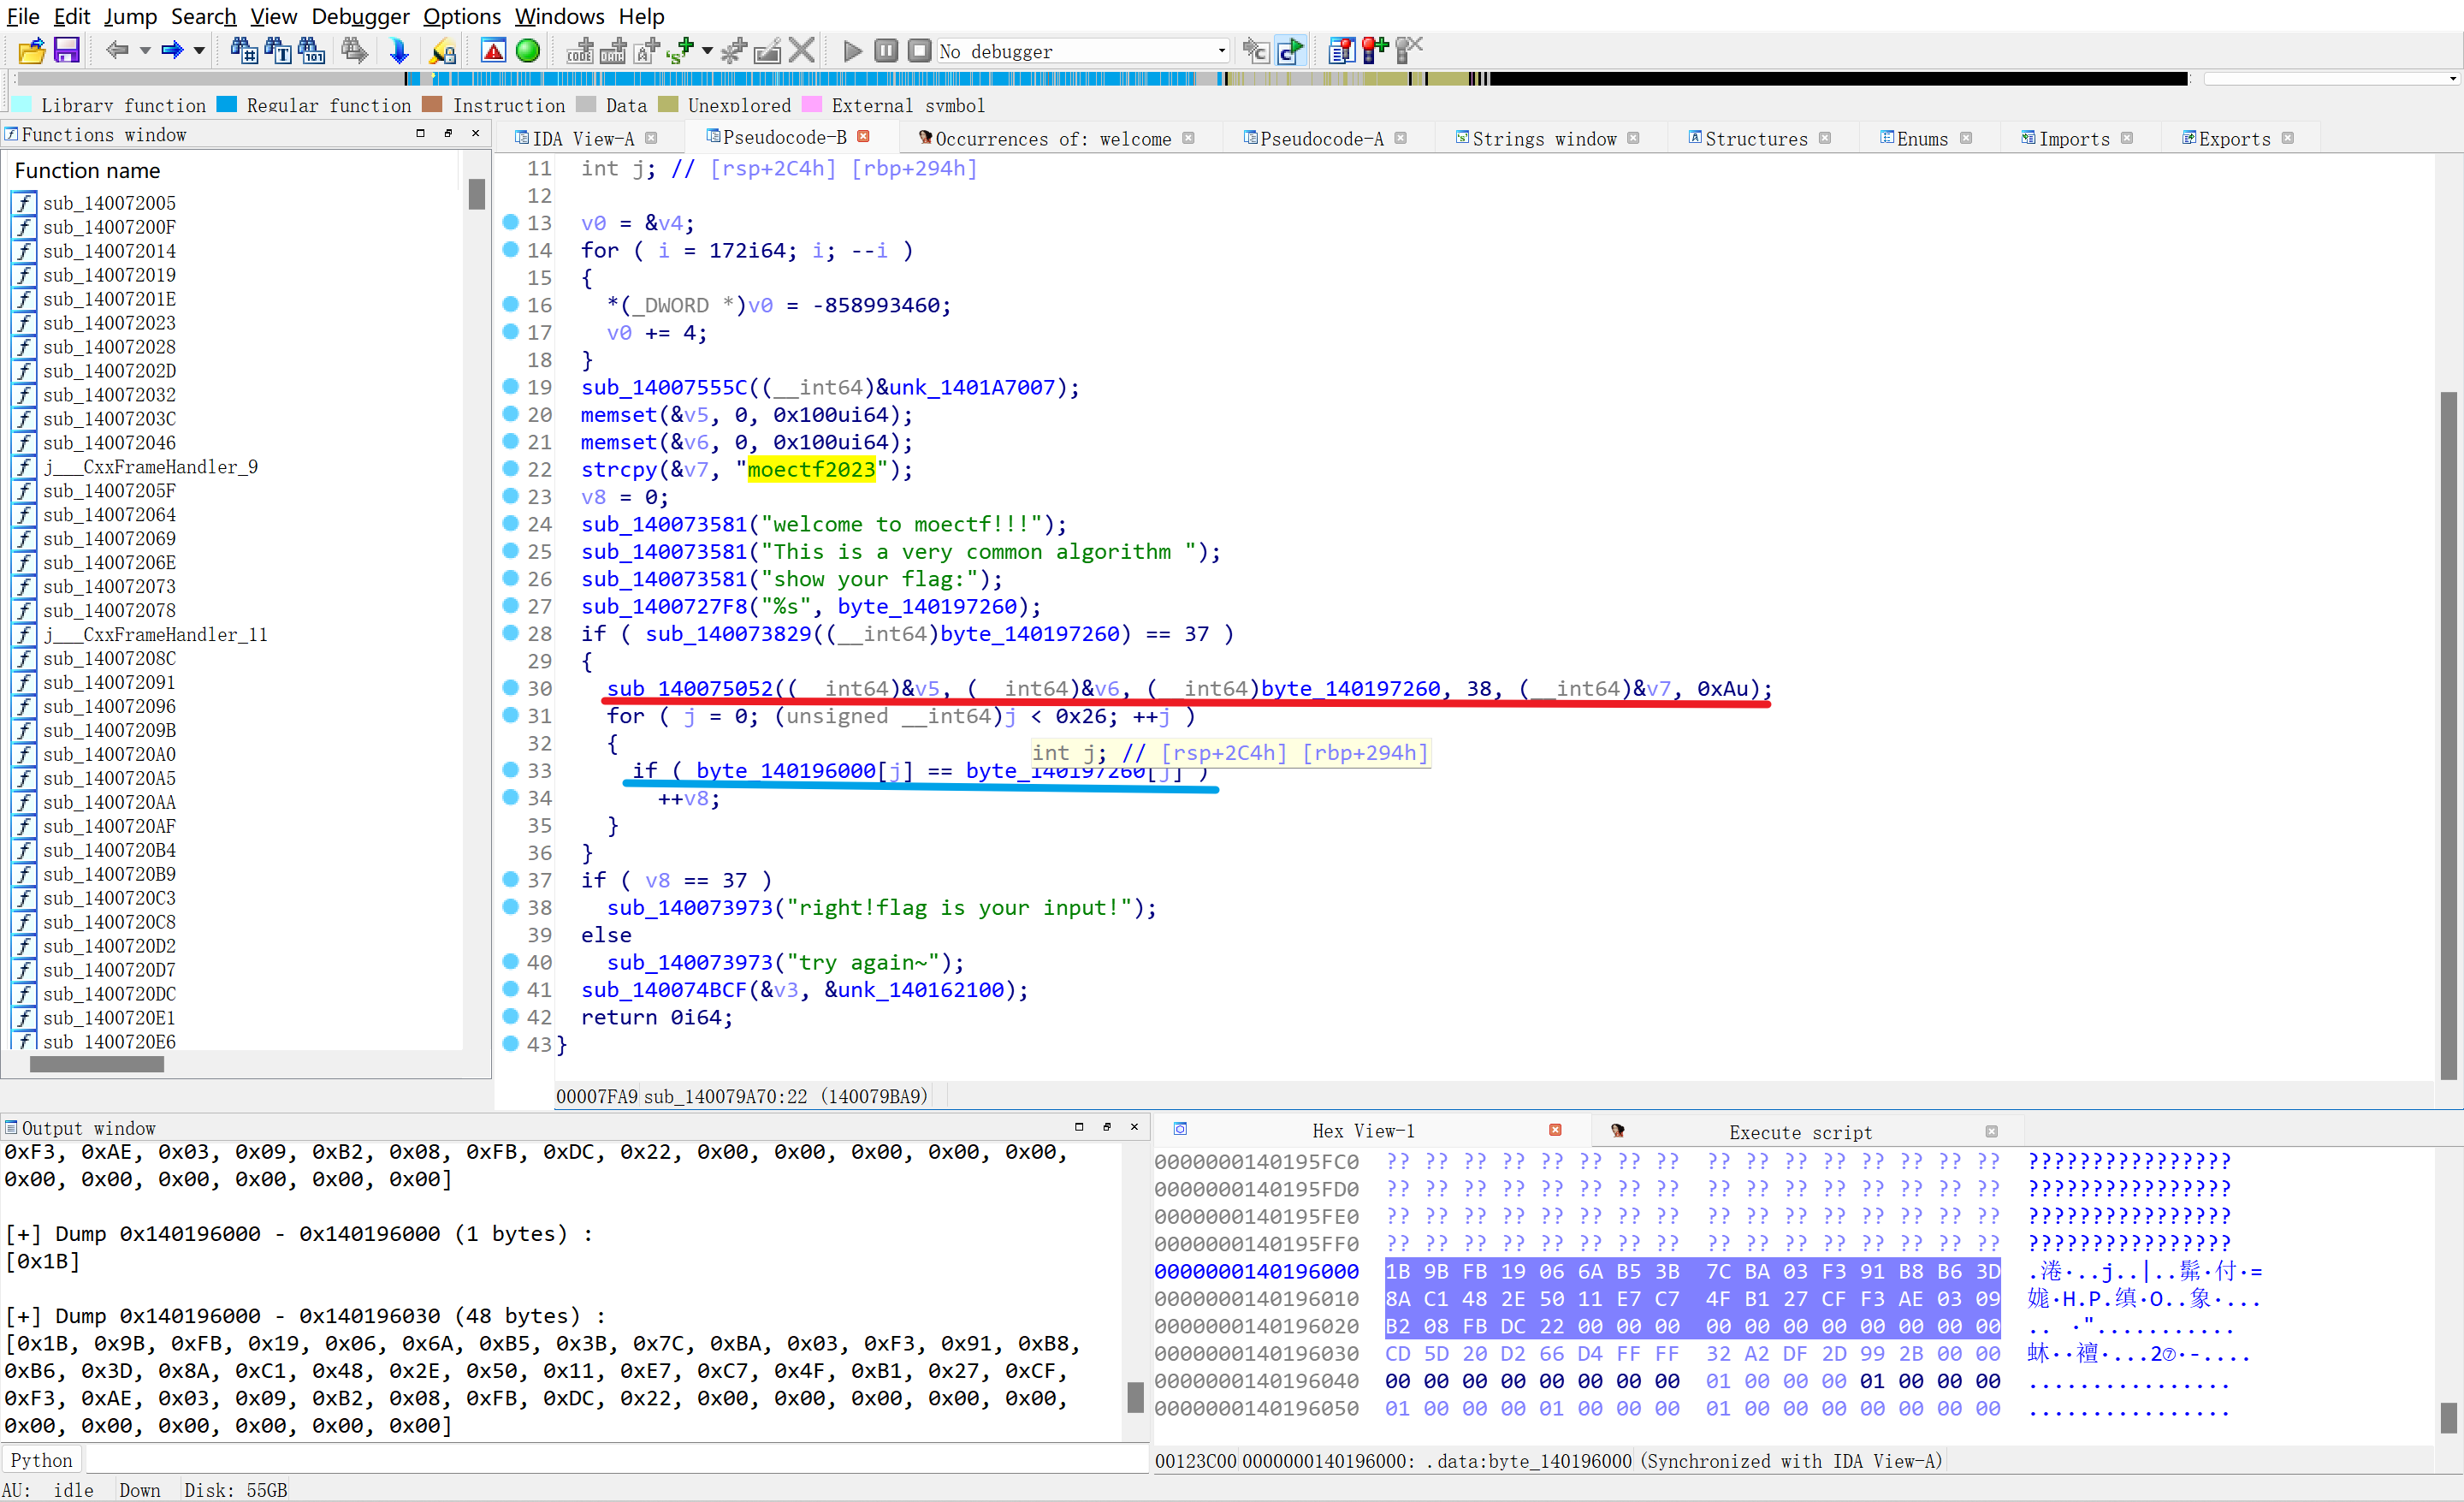 File Edit Jump Search View Debugger Options Windows Help
No debugger
Library function Regular function Instruction Data Unexplored External symbol
Functions window
Function name
sub_140072005
sub_14007200F
sub_140072014
sub_140072019
sub_14007201E
sub_140072023
sub_140072028
sub_14007202D
sub_140072032
sub_14007203C
sub_140072046
j___CxxFrameHandler_9
sub_14007205F
sub_140072064
sub_140072069
sub_14007206E
sub_140072073
sub_140072078
j___CxxFrameHandler_11
sub_14007208C
sub_140072091
sub_140072096
sub_14007209B
sub_1400720A0
sub_1400720A5
sub_1400720AA
sub_1400720AF
sub_1400720B4
sub_1400720B9
sub_1400720C3
sub_1400720C8
sub_1400720D2
sub_1400720D7
sub_1400720DC
sub_1400720E1
sub_1400720E6
IDA View-A Pseudocode-B Occurrences of: welcome Pseudocode-A Strings window Structures Enums Imports Exports
11 int j; // [rsp+2C4h] [rbp+294h]
12
13 v0 = &v4;
14 for ( i = 172i64; i; --i )
15 {
16 *(_DWORD *)v0 = -858993460;
17 v0 += 4;
18 }
19 sub_14007555C((__int64)&unk_1401A7007);
20 memset(&v5, 0, 0x100ui64);
21 memset(&v6, 0, 0x100ui64);
22 strcpy(&v7, "moectf2023");
23 v8 = 0;
24 sub_140073581("welcome to moectf!!!");
25 sub_140073581("This is a very common algorithm ");
26 sub_140073581("show your flag:");
27 sub_1400727F8("%s", byte_140197260);
28 if ( sub_140073829((__int64)byte_140197260) == 37 )
29 {
30 sub_140075052((__int64)&v5, (__int64)&v6, (__int64)byte_140197260, 38, (__int64)&v7, 0xAu);
31 for ( j = 0; (unsigned __int64)j < 0x26; ++j )
32 {
int j; // [rsp+2C4h] [rbp+294h]
33 if ( byte_140196000[j] == byte_140197260[j] )
34 ++v8;
35 }
36 }
37 if ( v8 == 37 )
38 sub_140073973("right!flag is your input!");
39 else
40 sub_140073973("try again~");
41 sub_140074BCF(&v3, &unk_140162100);
42 return 0i64;
43 }
00007FA9 sub_140079A70:22 (140079BA9)
Output window
0xF3, 0xAE, 0x03, 0x09, 0xB2, 0x08, 0xFB, 0xDC, 0x22, 0x00, 0x00, 0x00, 0x00, 0x00,
0x00, 0x00, 0x00, 0x00, 0x00, 0x00]
[+] Dump 0x140196000 - 0x140196000 (1 bytes) :
[0x1B]
[+] Dump 0x140196000 - 0x140196030 (48 bytes) :
[0x1B, 0x9B, 0xFB, 0x19, 0x06, 0x6A, 0xB5, 0x3B, 0x7C, 0xBA, 0x03, 0xF3, 0x91, 0xB8,
0xB6, 0x3D, 0x8A, 0xC1, 0x48, 0x2E, 0x50, 0x11, 0xE7, 0xC7, 0x4F, 0xB1, 0x27, 0xCF,
0xF3, 0xAE, 0x03, 0x09, 0xB2, 0x08, 0xFB, 0xDC, 0x22, 0x00, 0x00, 0x00, 0x00, 0x00,
0x00, 0x00, 0x00, 0x00, 0x00, 0x00]
Python
AU: idle Down Disk: 55GB
Hex View-1 Execute script
0000000140195FC0 ?? ?? ?? ?? ?? ?? ?? ?? ?? ?? ?? ?? ?? ?? ?? ?? ????????????????
0000000140195FD0 ?? ?? ?? ?? ?? ?? ?? ?? ?? ?? ?? ?? ?? ?? ?? ?? ????????????????
0000000140195FE0 ?? ?? ?? ?? ?? ?? ?? ?? ?? ?? ?? ?? ?? ?? ?? ?? ????????????????
0000000140195FF0 ?? ?? ?? ?? ?? ?? ?? ?? ?? ?? ?? ?? ?? ?? ?? ?? ????????????????
0000000140196000 1B 9B FB 19 06 6A B5 3B 7C BA 03 F3 91 B8 B6 3D
0000000140196010 8A C1 48 2E 50 11 E7 C7 4F B1 27 CF F3 AE 03 09
0000000140196020 B2 08 FB DC 22 00 00 00 00 00 00 00 00 00 00 00
0000000140196030 CD 5D 20 D2 66 D4 FF FF 32 A2 DF 2D 99 2B 00 00
0000000140196040 00 00 00 00 00 00 00 00 01 00 00 00 01 00 00 00 ................
0000000140196050 01 00 00 00 01 00 00 00 01 00 00 00 00 00 00 00 ................
00123C00 0000000140196000: .data:byte_140196000 (Synchronized with IDA View-A)